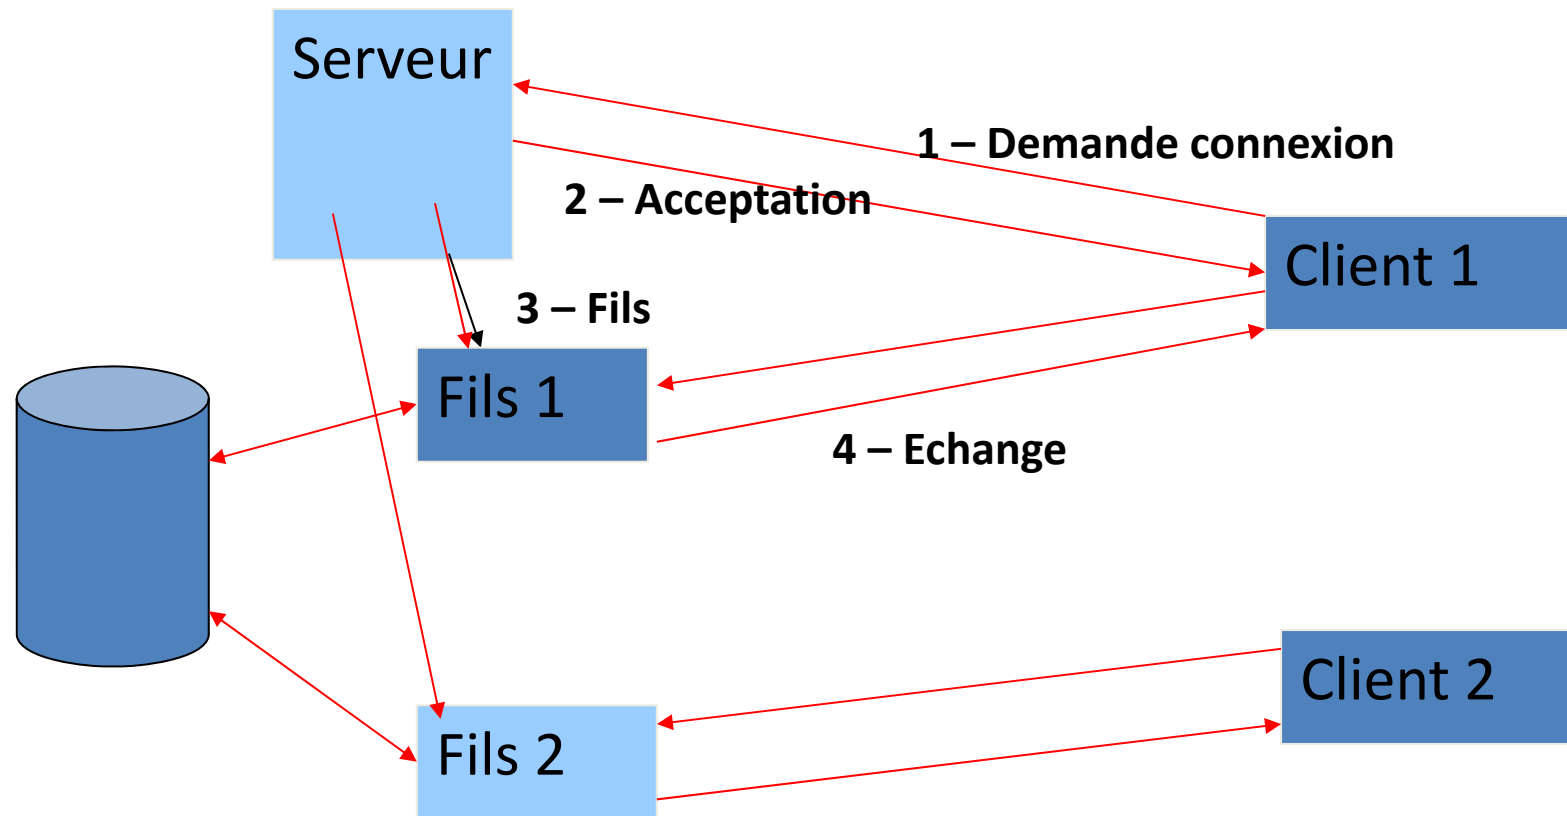 Serveur
1 – Demande connexion
2 – Acceptation
Client 1
3 – Fils
Fils 1
4 – Echange
Client 2
Fils 2